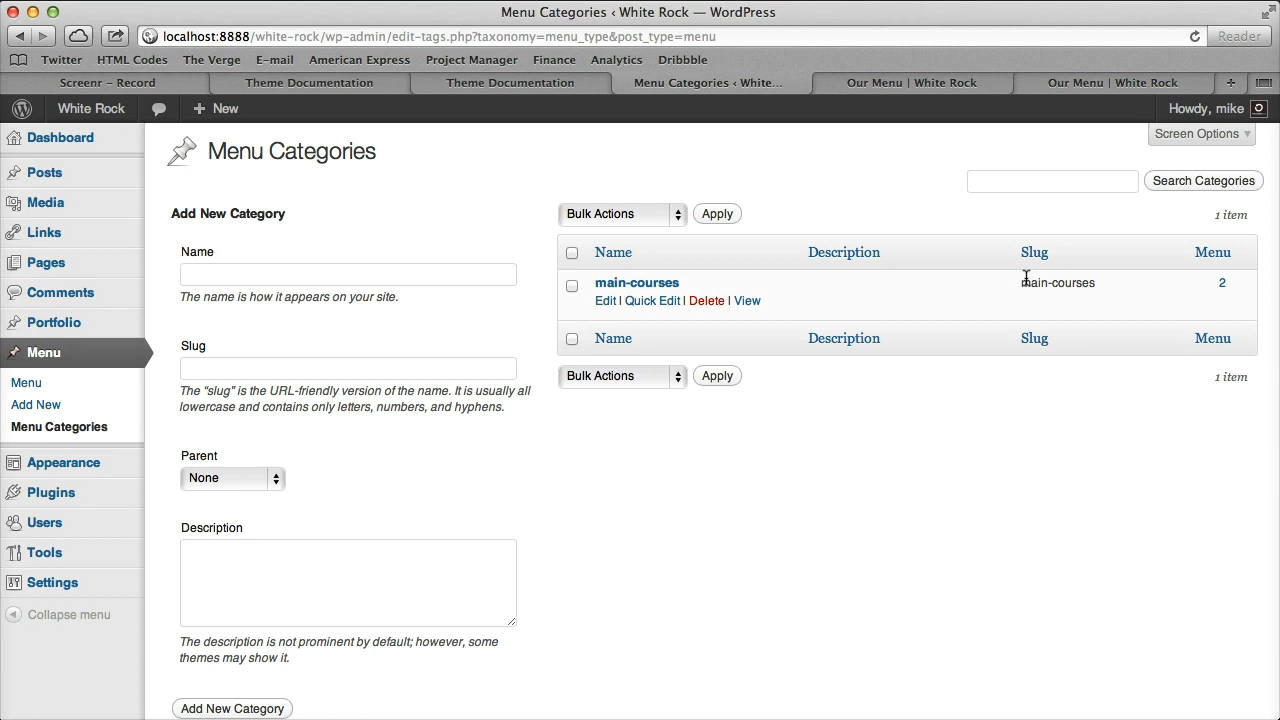 Menu Categories ‹ White Rock — WordPress
localhost:8888/white-rock/wp-admin/edit-tags.php?taxonomy=menu_type&post_type=menu
Reader
Twitter HTML Codes The Verge E-mail American Express Project Manager Finance Analytics Dribbble
Screenr – Record Theme Documentation Theme Documentation Menu Categories ‹ White... Our Menu | White Rock Our Menu | White Rock
White Rock + New Howdy, mike
Dashboard
Posts
Media
Links
Pages
Comments
Portfolio
Menu
Menu
Add New
Menu Categories
Appearance
Plugins
Users
Tools
Settings
Collapse menu
Screen Options
Menu Categories
Search Categories
Add New Category
Name
The name is how it appears on your site.
Slug
The “slug” is the URL-friendly version of the name. It is usually all
lowercase and contains only letters, numbers, and hyphens.
Parent
None
Description
The description is not prominent by default; however, some
themes may show it.
Add New Category
Bulk Actions Apply 1 item
Name Description Slug Menu
main-courses main-courses 2
Edit | Quick Edit | Delete | View
Name Description Slug Menu
Bulk Actions Apply 1 item